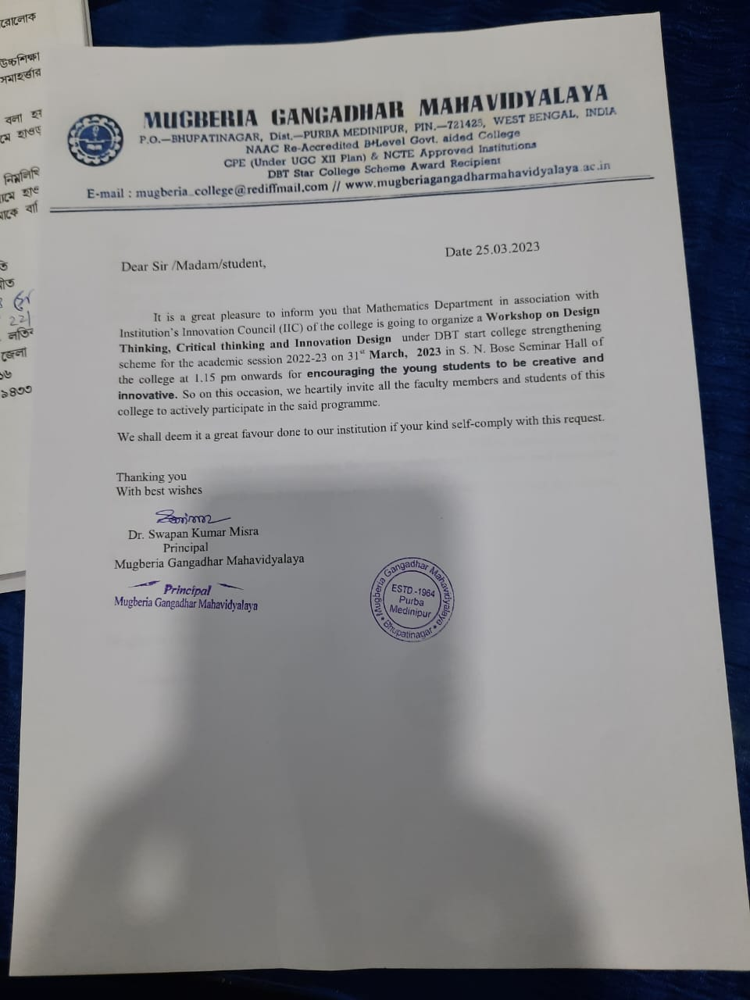 রোলোক
উচ্চশিক্ষা
সমাহর্তার
বলা হয়
নিম্নলিখি
নামে হাও
মাকে বা
22/
জেলা
১৪৩৩
MUGBERIA GANGADHAR MAHAVIDYALAYA
P.O.—BHUPATINAGAR, Dist.—PURBA MEDINIPUR, PIN.—721425, WEST BENGAL, INDIA
NAAC Re-Accredited B+Level Govt. aided College
CPE (Under UGC XII Plan) & NCTE Approved Institutions
DBT Star College Scheme Award Recipient
E-mail : mugberia_college@rediffmail.com // www.mugberiagangadharmahavidyalaya.ac.in
Date 25.03.2023
Dear Sir /Madam/student,
It is a great pleasure to inform you that Mathematics Department in association with
Institution's Innovation Council (IIC) of the college is going to organize a Workshop on Design
Thinking, Critical thinking and Innovation Design under DBT start college strengthening
scheme for the academic session 2022-23 on 31st March, 2023 in S. N. Bose Seminar Hall of
the college at 1.15 pm onwards for encouraging the young students to be creative and
innovative. So on this occasion, we heartily invite all the faculty members and students of this
college to actively participate in the said programme.
We shall deem it a great favour done to our institution if your kind self-comply with this request.
Thanking you
With best wishes
Dr. Swapan Kumar Misra
Principal
Mugberia Gangadhar Mahavidyalaya
Principal
Mugberia Gangadhar Mahavidyalaya
Mugberia Gangadhar Mahavidyalaya
ESTD-1964
Purba
Medinipur
Bhupatinagar